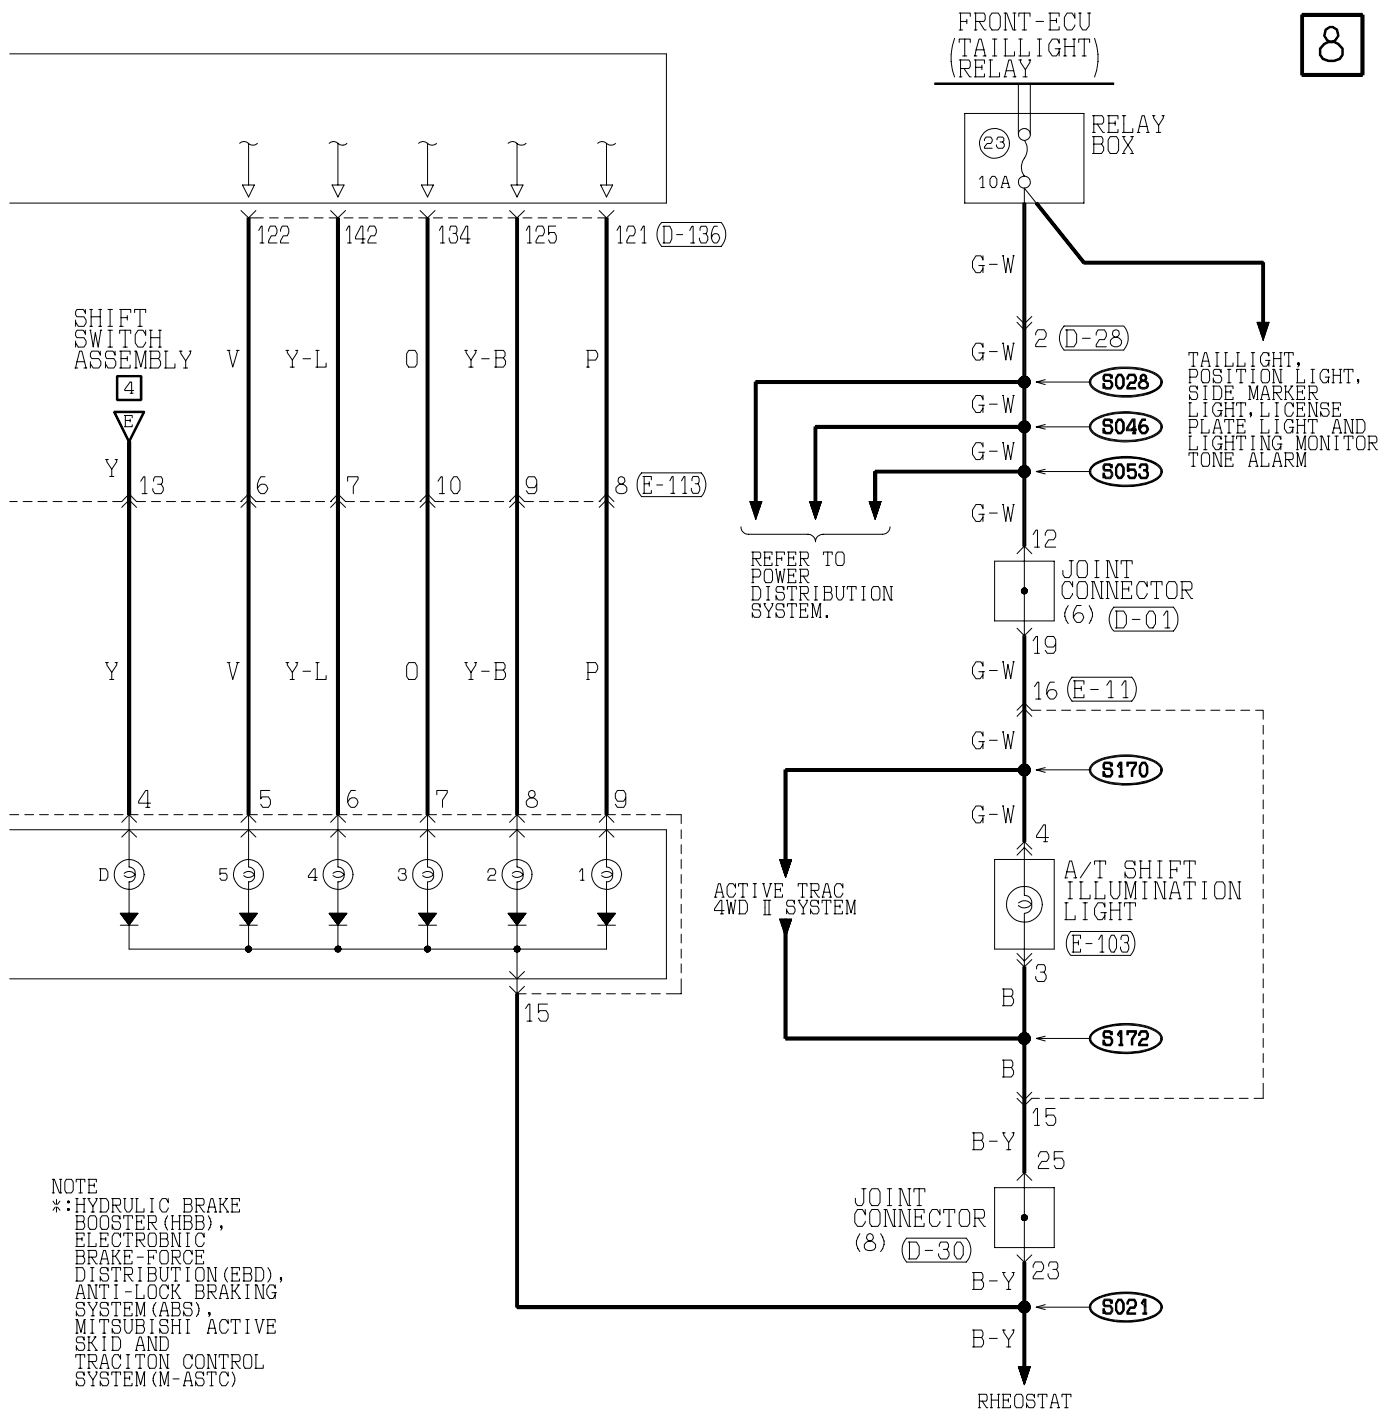 FRONT-ECU
(TAILLIGHT)
(RELAY)
8
RELAY
BOX
23
10A
122
142
134
125
121 (D-136)
G-W
2 (D-28)
SHIFT
SWITCH
ASSEMBLY
4
E
V
Y-L
O
Y-B
P
G-W
S028
TAILLIGHT,
POSITION LIGHT,
SIDE MARKER
LIGHT,LICENSE
PLATE LIGHT AND
LIGHTING MONITOR
TONE ALARM
G-W
S046
G-W
S053
Y
13
6
7
10
9
8 (E-113)
G-W
12
REFER TO
POWER
DISTRIBUTION
SYSTEM.
JOINT
CONNECTOR
(6) (D-01)
19
Y
V
Y-L
O
Y-B
P
G-W
16 (E-11)
G-W
S170
4
5
6
7
8
9
G-W
4
D
5
4
3
2
1
ACTIVE TRAC
4WD II SYSTEM
A/T SHIFT
ILLUMINATION
LIGHT
(E-103)
3
B
15
S172
B
15
B-Y
25
NOTE
*:HYDRULIC BRAKE
BOOSTER(HBB),
ELECTROBNIC
BRAKE-FORCE
DISTRIBUTION(EBD),
ANTI-LOCK BRAKING
SYSTEM(ABS),
MITSUBISHI ACTIVE
SKID AND
TRACITON CONTROL
SYSTEM(M-ASTC)
JOINT
CONNECTOR
(8) (D-30)
23
B-Y
S021
B-Y
RHEOSTAT